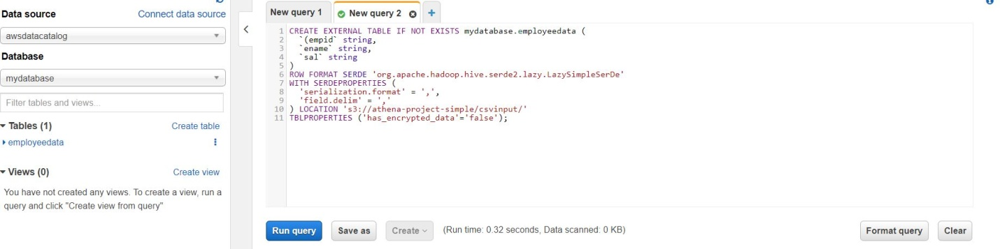 Data source
Connect data source
awsdatacatalog
Database
mydatabase
Filter tables and views...
Tables (1)
Create table
employeedata
Views (0)
Create view
You have not created any views. To create a view, run a
query and click "Create view from query"
New query 1
New query 2
+
1 CREATE EXTERNAL TABLE IF NOT EXISTS mydatabase.employeedata (
2 `(empid` string,
3 `ename` string,
4 `sal` string
5 )
6 ROW FORMAT SERDE 'org.apache.hadoop.hive.serde2.lazy.LazySimpleSerDe'
7 WITH SERDEPROPERTIES (
8 'serialization.format' = ',',
9 'field.delim' = ','
10 ) LOCATION 's3://athena-project-simple/csvinput/'
11 TBLPROPERTIES ('has_encrypted_data'='false');
Run query
Save as
Create
(Run time: 0.32 seconds, Data scanned: 0 KB)
Format query
Clear